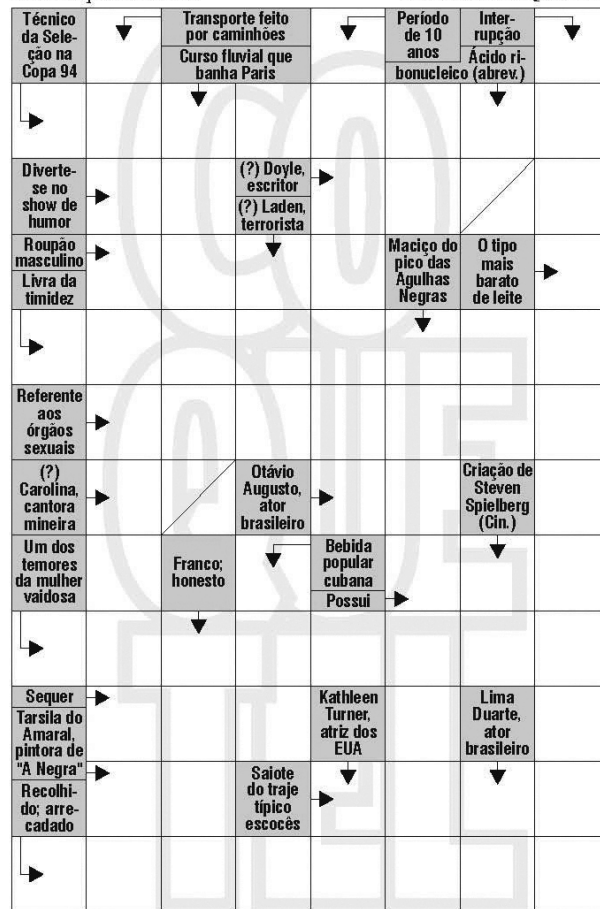 Técnico
da Sele-
ção na
Copa 94
Transporte feito
por caminhões
Curso fluvial que
banha Paris
Período
de 10
anos
Inter-
rupção
Ácido ri-
bonucleico (abrev.)
Diverte-
se no
show de
humor
(?) Doyle,
escritor
(?) Laden,
terrorista
Roupão
masculino
Livra da
timidez
Maciço do
pico das
Agulhas
Negras
O tipo
mais
barato
de leite
Referente
aos
órgãos
sexuais
(?)
Carolina,
cantora
mineira
Otávio
Augusto,
ator
brasileiro
Criação de
Steven
Spielberg
(Cin.)
Um dos
temores
da mulher
vaidosa
Franco;
honesto
Bebida
popular
cubana
Possui
Sequer
Tarsila do
Amaral,
pintora de
"A Negra"
Recolhi-
do; arre-
cadado
Kathleen
Turner,
atriz dos
EUA
Lima
Duarte,
ator
brasileiro
Saiote
do traje
típico
escocês
COQUETEL